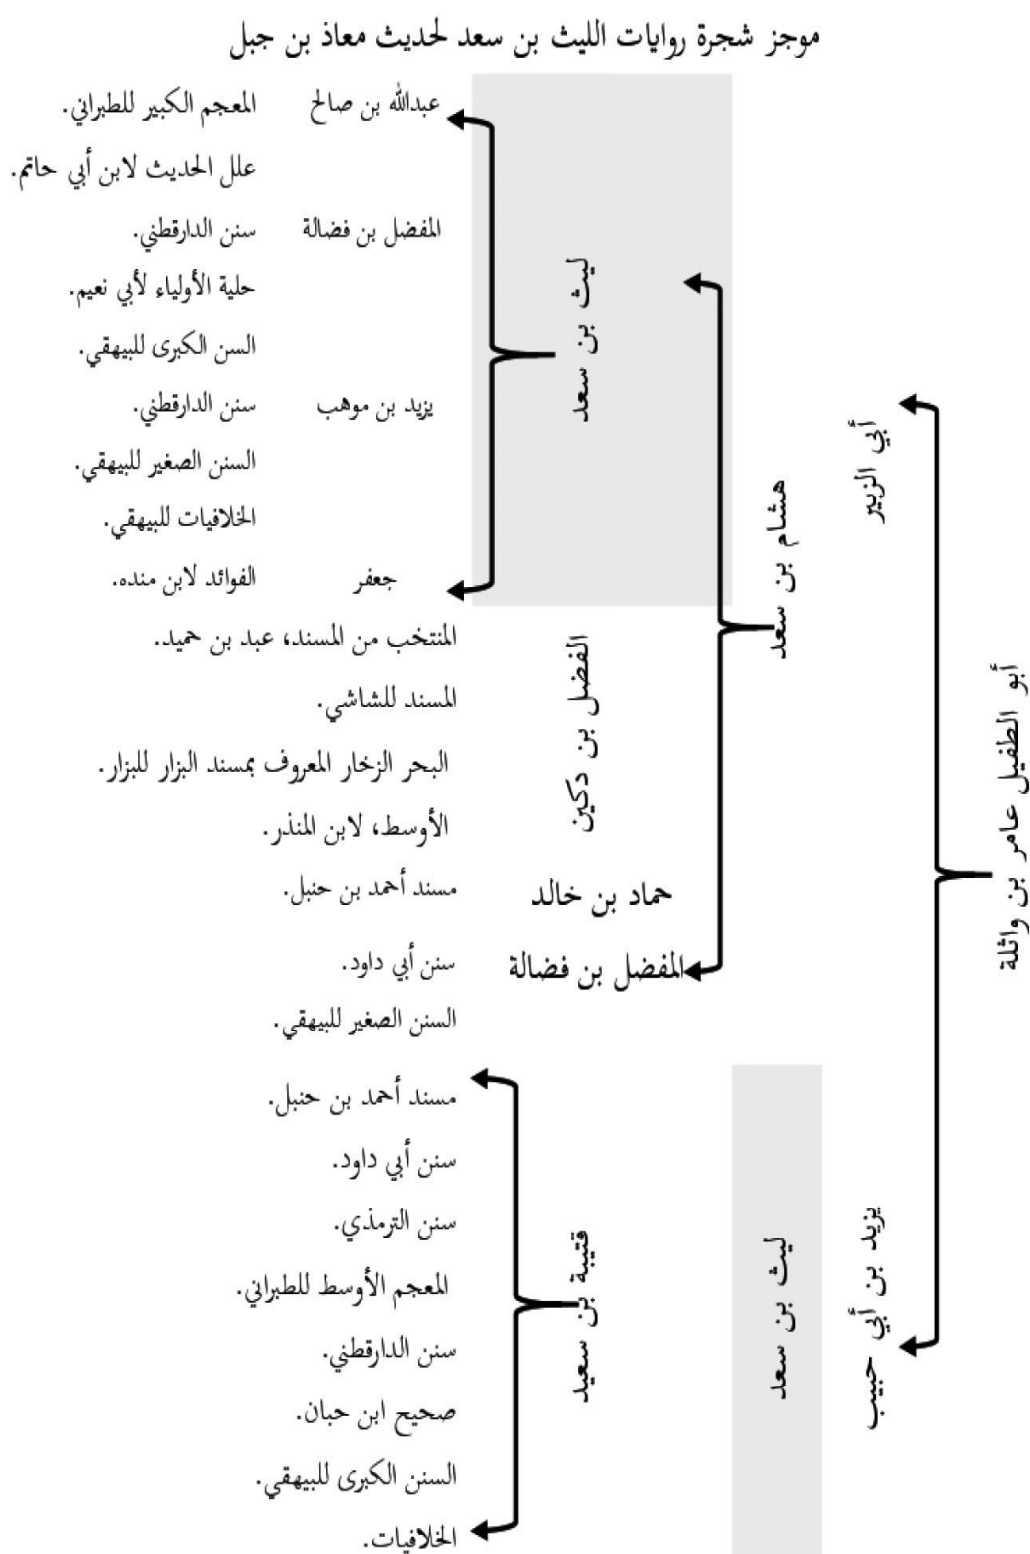 موجز شجرة روايات الليث بن سعد لحديث معاذ بن جبل
أبو الطفيل عامر بن واثلة
أبي الزبير
هشام بن سعد
ليث بن سعد
عبدالله بن صالح المعجم الكبير للطبراني.
علل الحديث لابن أبي حاتم.
المفضل بن فضالة سنن الدارقطني.
حلية الأولياء لأبي نعيم.
السن الكبرى للبيهقي.
يزيد بن موهب سنن الدارقطني.
السنن الصغير للبيهقي.
الخلافيات للبيهقي.
جعفر الفوائد لابن منده.
الفضل بن دكين
المنتخب من المسند، عبد بن حميد.
المسند للشاشي.
البحر الزخار المعروف بمسند البزار للبزار.
الأوسط، لابن المنذر.
حماد بن خالد مسند أحمد بن حنبل.
المفضل بن فضالة سنن أبي داود.
السنن الصغير للبيهقي.
يزيد بن أبي حبيب
ليث بن سعد
قتيبة بن سعيد
مسند أحمد بن حنبل.
سنن أبي داود.
سنن الترمذي.
المعجم الأوسط للطبراني.
سنن الدارقطني.
صحيح ابن حبان.
السنن الكبرى للبيهقي.
الخلافيات.